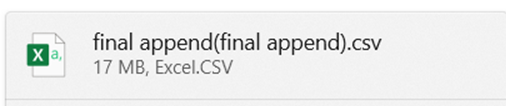 final append(final append).csv
17 MB, Excel.CSV